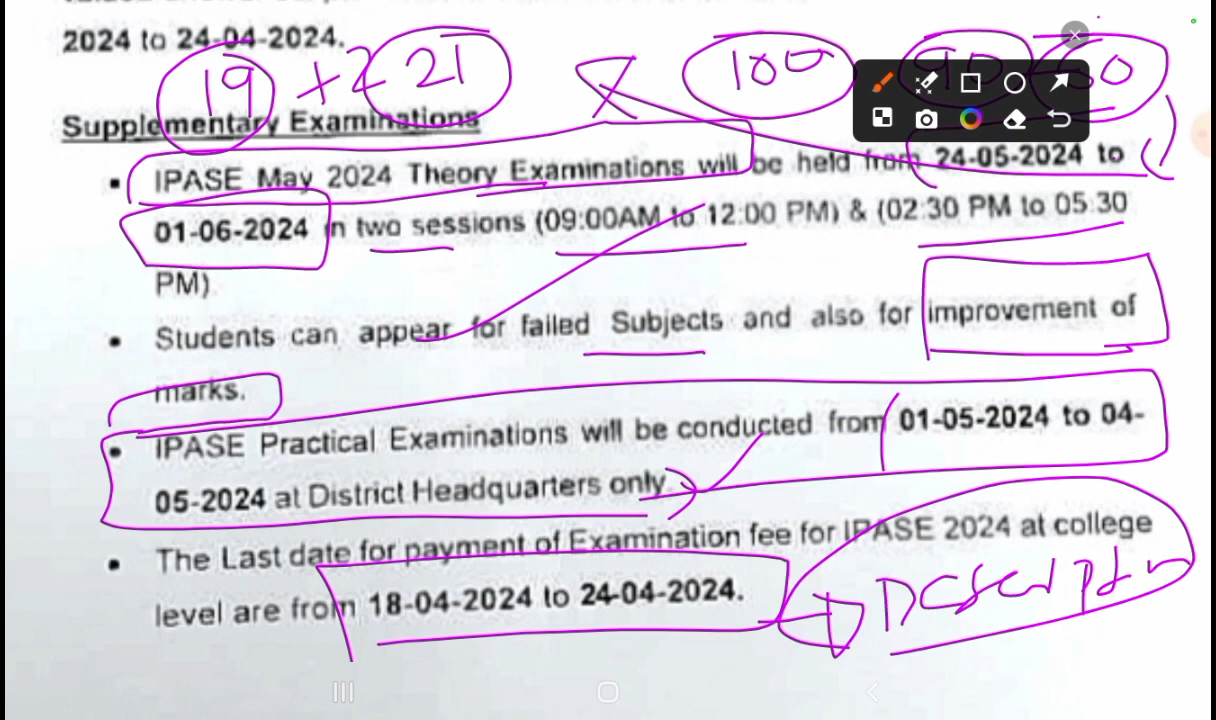 2024 to 24-04-2024.
19 + 2 21 100 90
Supplementary Examinations
▪ IPASE May 2024 Theory Examinations will be held from 24-05-2024 to
01-06-2024 in two sessions (09:00AM to 12:00 PM) & (02:30 PM to 05:30
PM)
• Students can appear for failed Subjects and also for improvement of
marks.
• IPASE Practical Examinations will be conducted from 01-05-2024 to 04-
05-2024 at District Headquarters only
• The Last date for payment of Examination fee for IPASE 2024 at college
level are from 18-04-2024 to 24-04-2024.